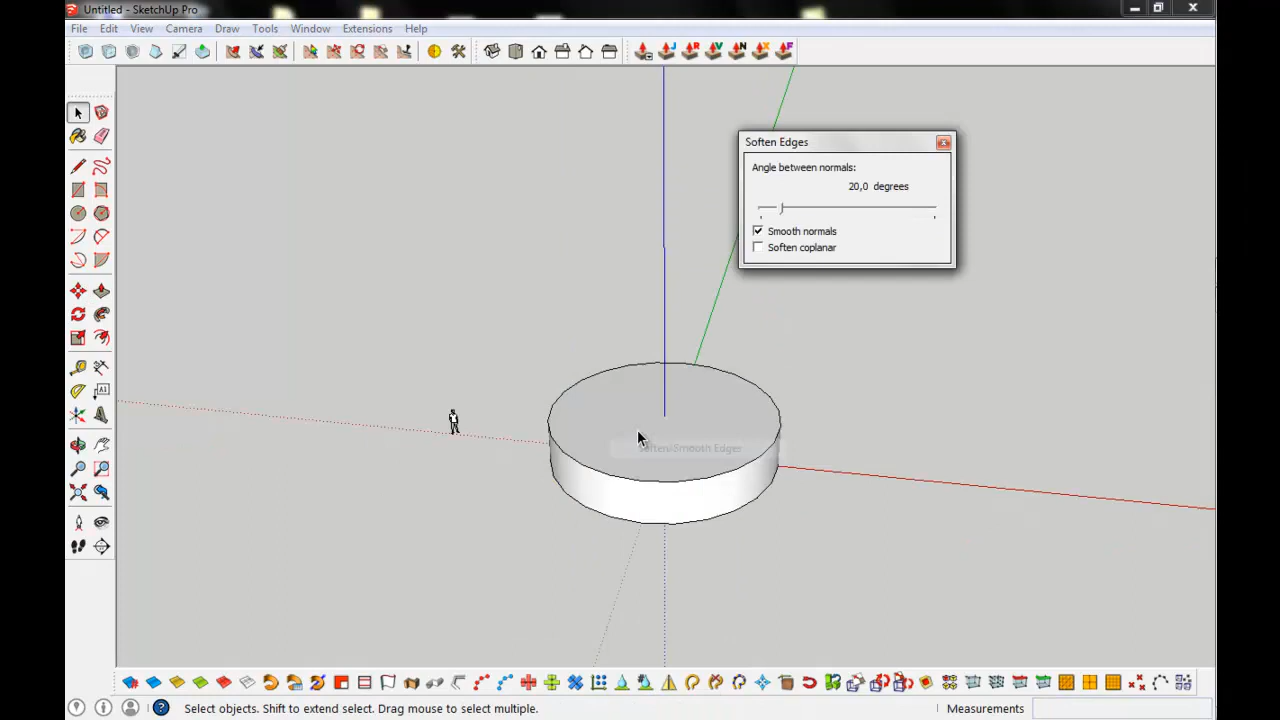 Untitled - SketchUp Pro
File Edit View Camera Draw Tools Window Extensions Help
J R V N X F
Soften Edges
Angle between normals:
20,0 degrees
Smooth normals
Soften coplanar
A1
Soften/Smooth Edges
Select objects. Shift to extend select. Drag mouse to select multiple.
Measurements